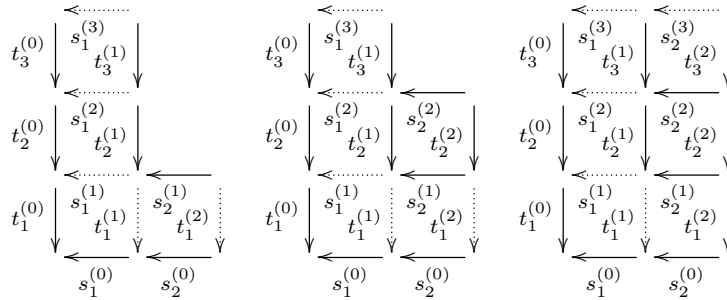 s_1^{(3)} s_1^{(3)} s_1^{(3)} s_2^{(3)}
t_3^{(0)} t_3^{(1)} t_3^{(0)} t_3^{(1)} t_3^{(0)} t_3^{(1)} t_3^{(2)}
s_1^{(2)} s_1^{(2)} s_2^{(2)} s_1^{(2)} s_2^{(2)}
t_2^{(0)} t_2^{(1)} t_2^{(0)} t_2^{(1)} t_2^{(2)} t_2^{(0)} t_2^{(1)} t_2^{(2)}
s_1^{(1)} s_2^{(1)} s_1^{(1)} s_2^{(1)} s_1^{(1)} s_2^{(1)}
t_1^{(0)} t_1^{(1)} t_1^{(2)} t_1^{(0)} t_1^{(1)} t_1^{(2)} t_1^{(0)} t_1^{(1)} t_1^{(2)}
s_1^{(0)} s_2^{(0)} s_1^{(0)} s_2^{(0)} s_1^{(0)} s_2^{(0)}